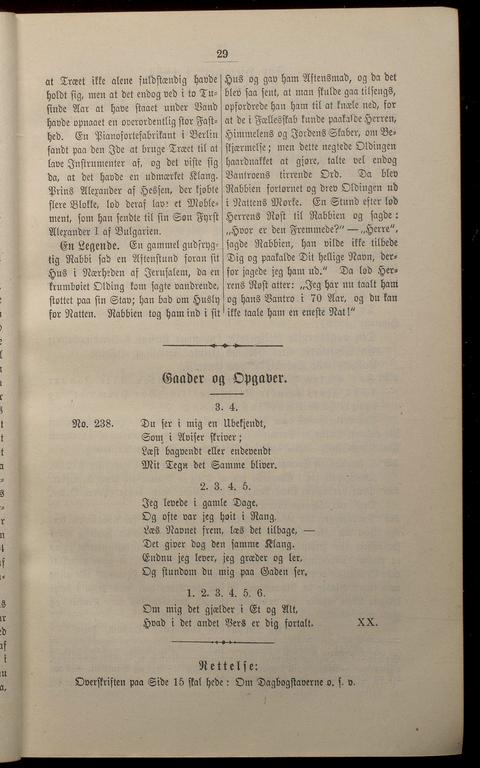 29
at Træet ikke alene fuldstændig havde
holdt sig, men at det endog ved i to Tu-
sinde Aar at have staaet under Vand
havde opnaaet en overordentlig stor Fast-
hed. En Pianofortefabrikant i Berlin
fandt paa den Ide at bruge Træet til at
lave Instrumenter af, og det viste sig
da, at det havde en udmærket Klang.
Prins Alexander af Hessen, der kjøbte
flere Blokke, lod deraf lave et Moble-
ment, som han sendte til sin Søn Fyrst
Alexander I af Bulgarien.
En Legende. En gammel gudfryg-
tig Rabbi sad en Aftenstund foran sit
Hus i Nærheden af Jerusalem, da en
krumbøiet Olding kom sagte vandrende,
støttet paa sin Stav; han bad om Husly
for Natten. Rabbien tog ham ind i sit
Hus og gav ham Aftensmad, og da det
blev saa sent, at man skulde gaa tilsengs,
opfordrede han ham til at knæle ned, for
at de i Fællesskab kunde paakalde Herren,
Himmelens og Jordens Skaber, om Be-
skjærmelse; men dette negtede Oldingen
haardnakket at gjøre, talte vel endog
Vantroens tirrende Ord. Da blev
Rabbien fortørnet og drev Oldingen ud
i Nattens Mørke. En Stund efter lød
Herrens Røst til Rabbien og sagde:
„Hvor er den Fremmede?" — „Herre",
sagde Rabbien, han vilde ikke tilbede
Dig og paakalde Dit hellige Navn, der-
for jagede jeg ham ud." Da lød Her-
rens Røst atter: „Jeg har nu taalt ham
og hans Vantro i 70 Aar, og du kan
ikke taale ham en eneste Nat!"
Gaader og Opgaver.
3. 4.
No. 238. Du ser i mig en Ubekjendt,
Som i Aviser skriver;
Læst bagvendt eller endevendt
Mit Tegn det Samme bliver.
2. 3. 4. 5.
Jeg levede i gamle Dage,
Og ofte var jeg høit i Rang.
Læs Navnet frem, læs det tilbage, —
Det giver dog den samme Klang.
Endnu jeg lever, jeg græder og ler,
Og stundom du mig paa Gaden ser.
1. 2. 3. 4. 5. 6.
Om mig det gjælder i Et og Alt,
Hvad i det andet Vers er dig fortalt. XX.
Rettelse:
Overskriften paa Side 15 skal hede: Om Dagbogstaverne o. s. v.